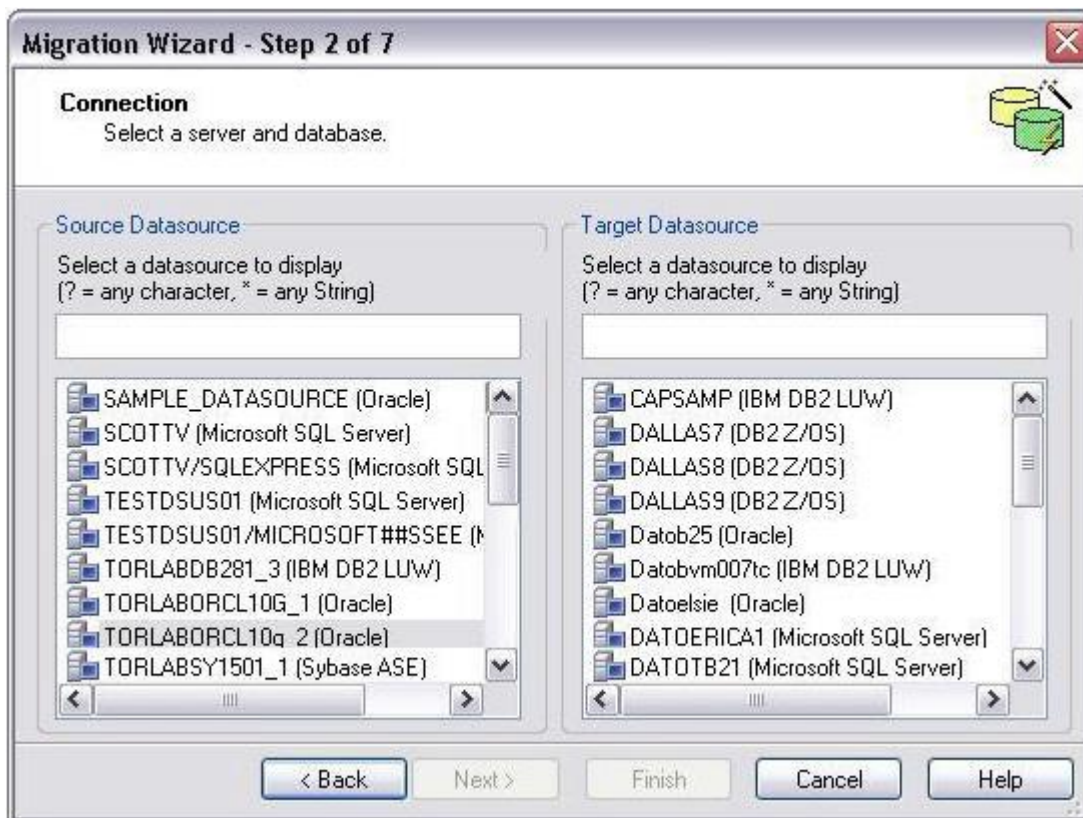 Migration Wizard - Step 2 of 7
Connection
Select a server and database.
Source Datasource
Select a datasource to display
(? = any character, * = any String)
SAMPLE_DATASOURCE (Oracle)
SCOTTV (Microsoft SQL Server)
SCOTTV/SQLEXPRESS (Microsoft SQL
TESTDSUS01 (Microsoft SQL Server)
TESTDSUS01/MICROSOFT##SSEE (M
TORLABDB281_3 (IBM DB2 LUW)
TORLABORCL10G_1 (Oracle)
TORLABORCL10g_2 (Oracle)
TORLABSY1501_1 (Sybase ASE)
Target Datasource
Select a datasource to display
(? = any character, * = any String)
CAPSAMP (IBM DB2 LUW)
DALLAS7 (DB2 Z/OS)
DALLAS8 (DB2 Z/OS)
DALLAS9 (DB2 Z/OS)
Datob25 (Oracle)
Datobvm007tc (IBM DB2 LUW)
Datoelsie (Oracle)
DATOERICA1 (Microsoft SQL Server)
DATOTB21 (Microsoft SQL Server)
< Back
Next >
Finish
Cancel
Help